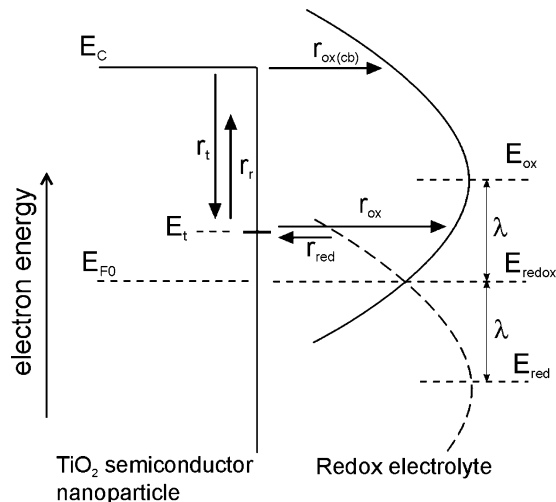 E_C
r_ox(cb)
r_t
r_r
E_ox
E_t
r_ox
λ
r_red
E_F0
E_redox
λ
E_red
electron energy
TiO₂ semiconductor
nanoparticle
Redox electrolyte